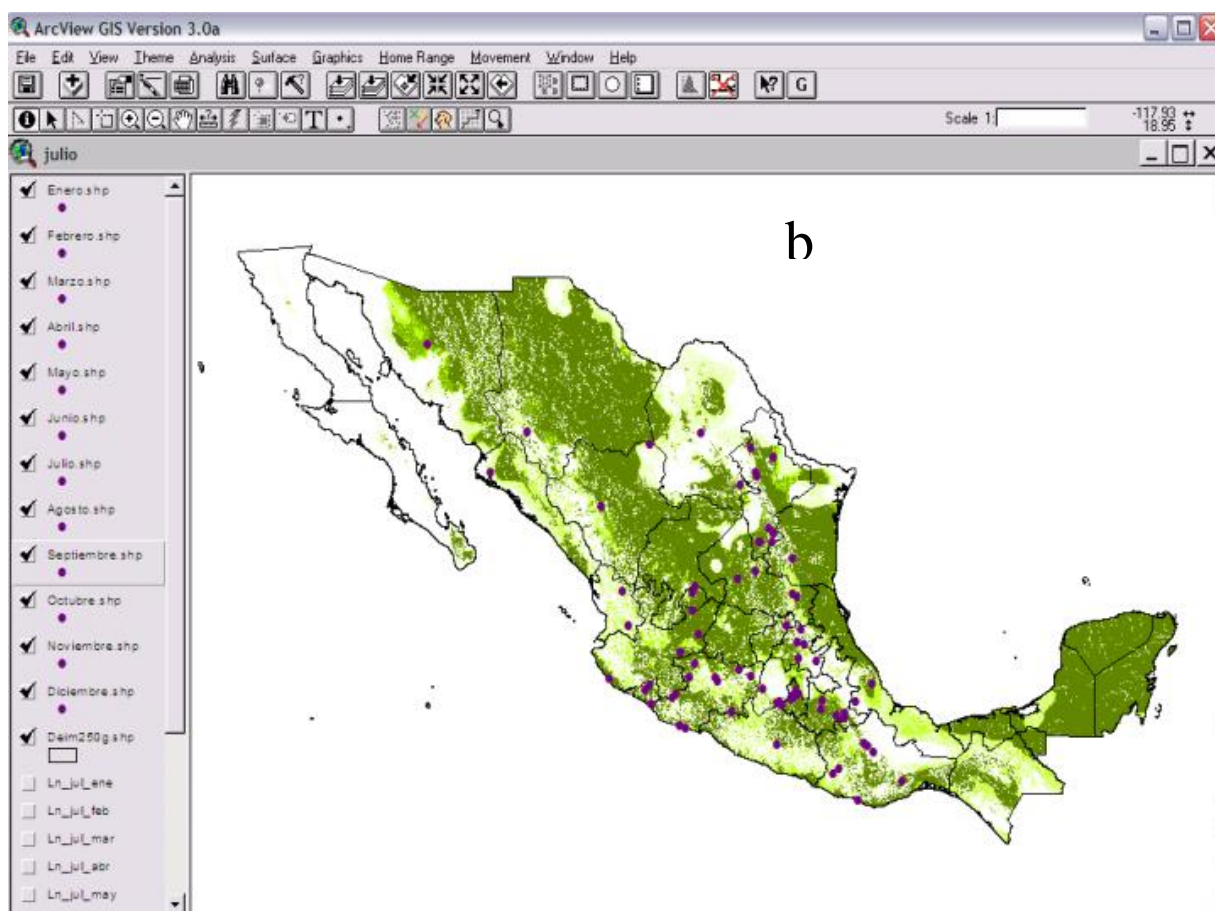 ArcView GIS Version 3.0a
File Edit View Theme Analysis Surface Graphics Home Range Movement Window Help
G
T
Scale 1:
-117.93
18.95
julio
Enero.shp
Febrero.shp
Marzo.shp
Abril.shp
Mayo.shp
Junio.shp
Julio.shp
Agosto.shp
Septiembre.shp
Octubre.shp
Noviembre.shp
Diciembre.shp
Deim250g.shp
Ln_jul_ene
Ln_jul_feb
Ln_jul_mar
Ln_jul_abr
Ln_jul_may
b